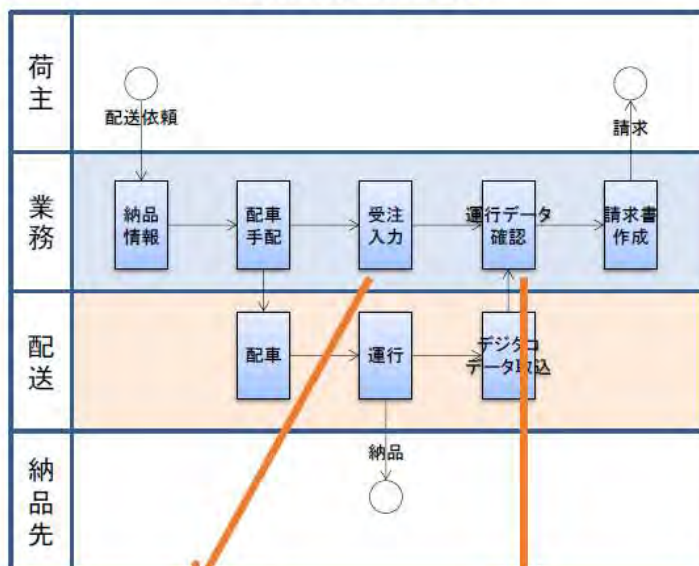 荷主
配送依頼
請求
業務
納品
情報
配車
手配
受注
入力
運行データ
確認
請求書
作成
配送
配車
運行
デジタコ
データ取込
納品
納品先